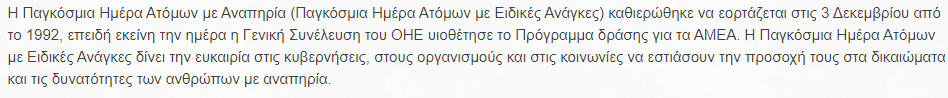 Η Παγκόσμια Ημέρα Ατόμων με Αναπηρία (Παγκόσμια Ημέρα Ατόμων με Ειδικές Ανάγκες) καθιερώθηκε να εορτάζεται στις 3 Δεκεμβρίου από
το 1992, επειδή εκείνη την ημέρα η Γενική Συνέλευση του ΟΗΕ υιοθέτησε το Πρόγραμμα δράσης για τα ΑΜΕΑ. Η Παγκόσμια Ημέρα Ατόμων
με Ειδικές Ανάγκες δίνει την ευκαιρία στις κυβερνήσεις, στους οργανισμούς και στις κοινωνίες να εστιάσουν την προσοχή τους στα δικαιώματα
και τις δυνατότητες των ανθρώπων με αναπηρία.